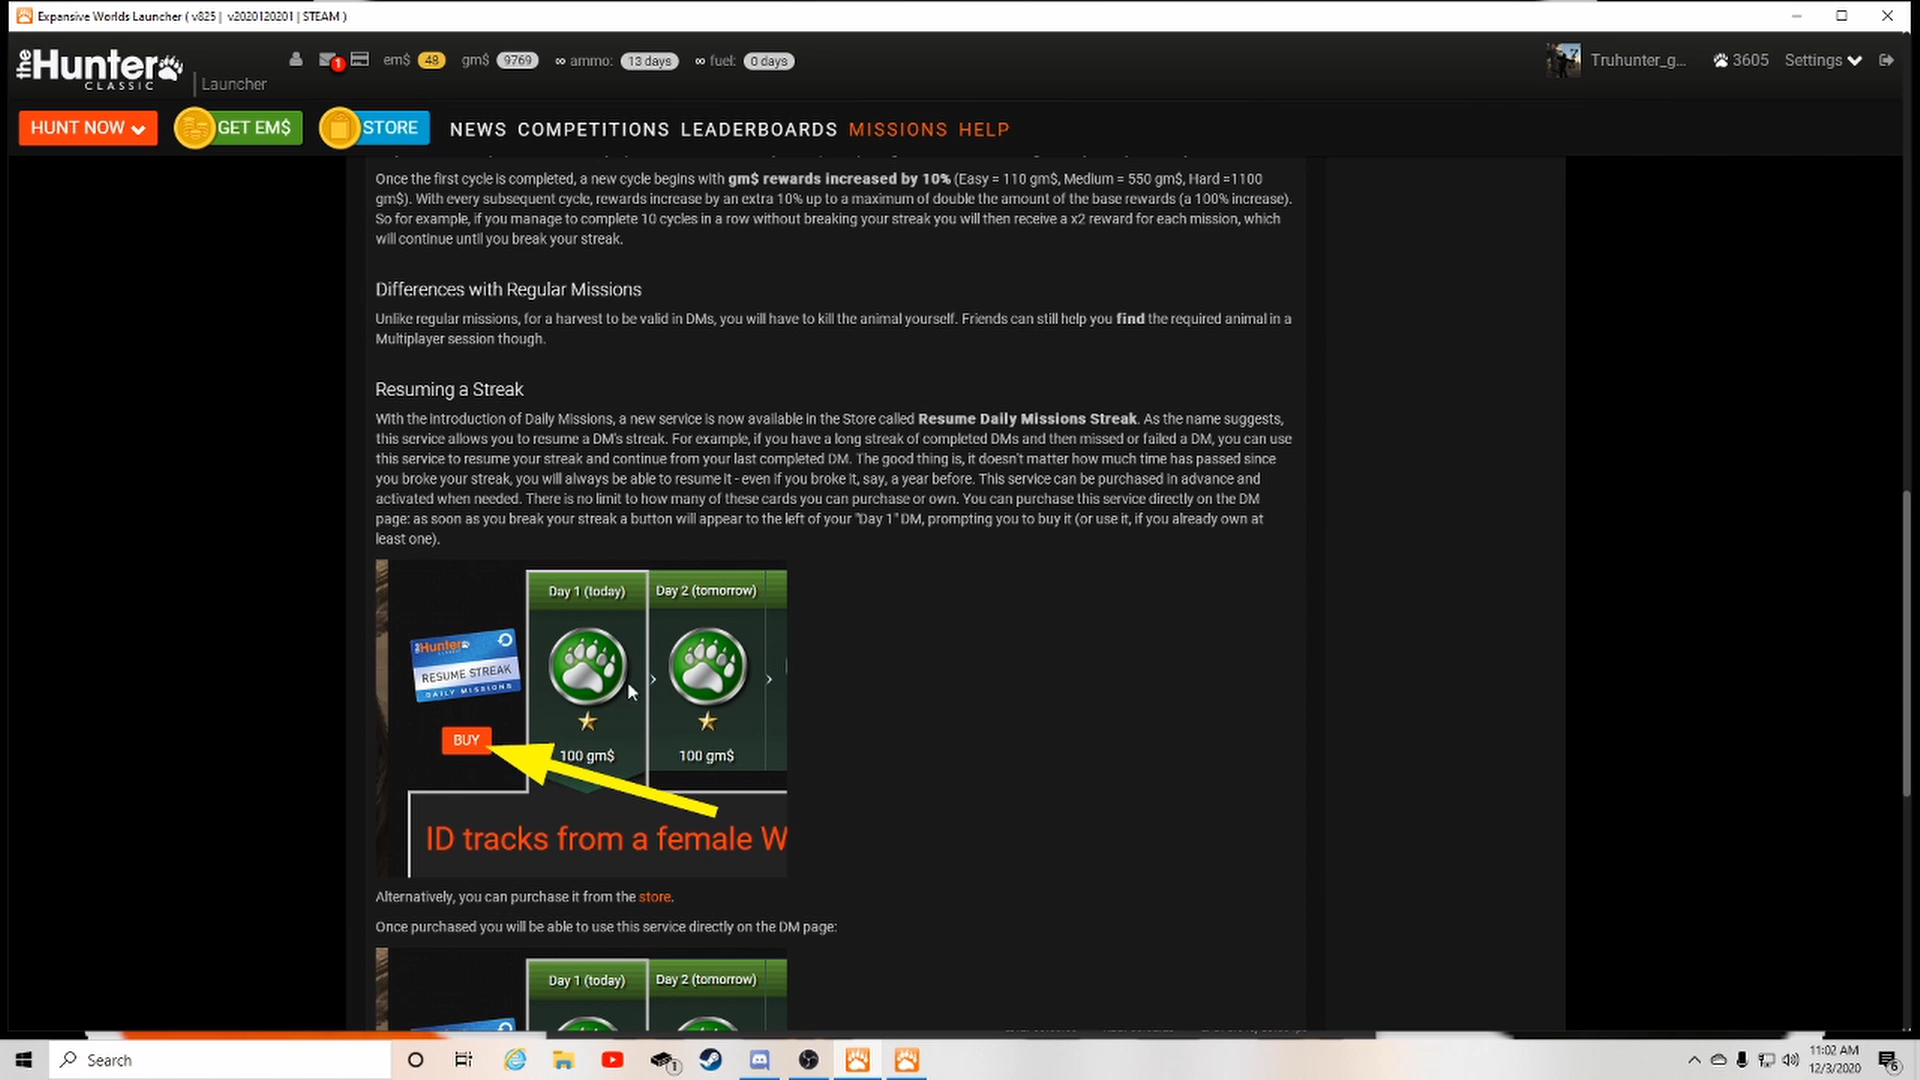 Expansive Worlds Launcher ( v825 | v2020120201 | STEAM )
theHunter CLASSIC | Launcher
1
em$ 48 gm$ 9769 ∞ ammo: 13 days ∞ fuel: 0 days
Truhunter_g... 3605 Settings
HUNT NOW GET EM$ STORE NEWS COMPETITIONS LEADERBOARDS MISSIONS HELP
Once the first cycle is completed, a new cycle begins with gm$ rewards increased by 10% (Easy = 110 gm$, Medium = 550 gm$, Hard =1100
gm$). With every subsequent cycle, rewards increase by an extra 10% up to a maximum of double the amount of the base rewards (a 100% increase).
So for example, if you manage to complete 10 cycles in a row without breaking your streak you will then receive a x2 reward for each mission, which
will continue until you break your streak.
Differences with Regular Missions
Unlike regular missions, for a harvest to be valid in DMs, you will have to kill the animal yourself. Friends can still help you find the required animal in a
Multiplayer session though.
Resuming a Streak
With the introduction of Daily Missions, a new service is now available in the Store called Resume Daily Missions Streak. As the name suggests,
this service allows you to resume a DM's streak. For example, if you have a long streak of completed DMs and then missed or failed a DM, you can use
this service to resume your streak and continue from your last completed DM. The good thing is, it doesn't matter how much time has passed since
you broke your streak, you will always be able to resume it - even if you broke it, say, a year before. This service can be purchased in advance and
activated when needed. There is no limit to how many of these cards you can purchase or own. You can purchase this service directly on the DM
page: as soon as you break your streak a button will appear to the left of your "Day 1" DM, prompting you to buy it (or use it, if you already own at
least one).
Day 1 (today) Day 2 (tomorrow)
theHunter CLASSIC
RESUME STREAK
DAILY MISSIONS
BUY
100 gm$ 100 gm$
ID tracks from a female W
Alternatively, you can purchase it from the store.
Once purchased you will be able to use this service directly on the DM page:
Day 1 (today) Day 2 (tomorrow)
Search
1
11:02 AM
12/3/2020
6